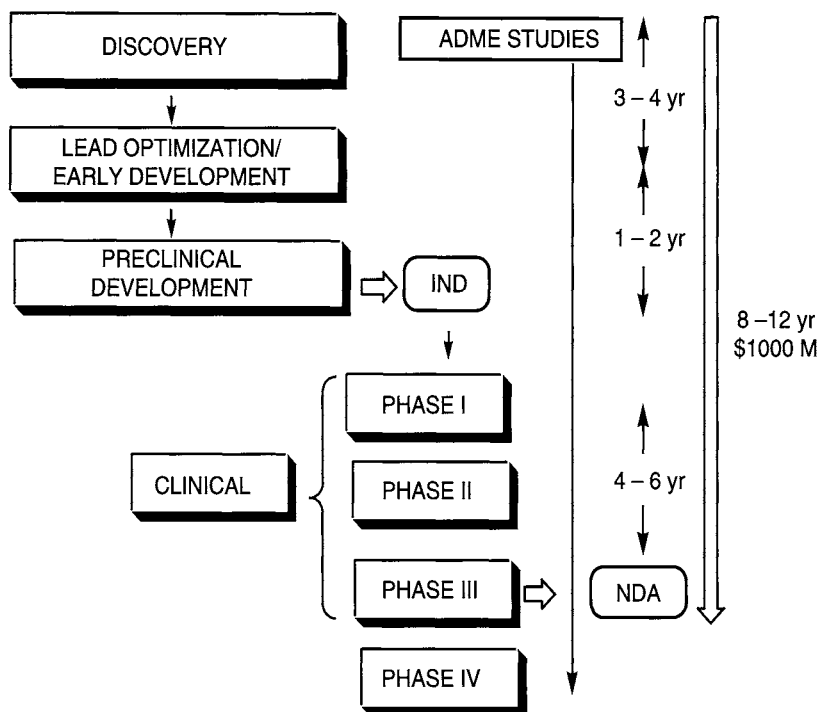 DISCOVERY
ADME STUDIES
3 – 4 yr
LEAD OPTIMIZATION/
EARLY DEVELOPMENT
1 – 2 yr
PRECLINICAL
DEVELOPMENT
IND
8 –12 yr
$1000 M
PHASE I
CLINICAL
PHASE II
4 – 6 yr
PHASE III
NDA
PHASE IV